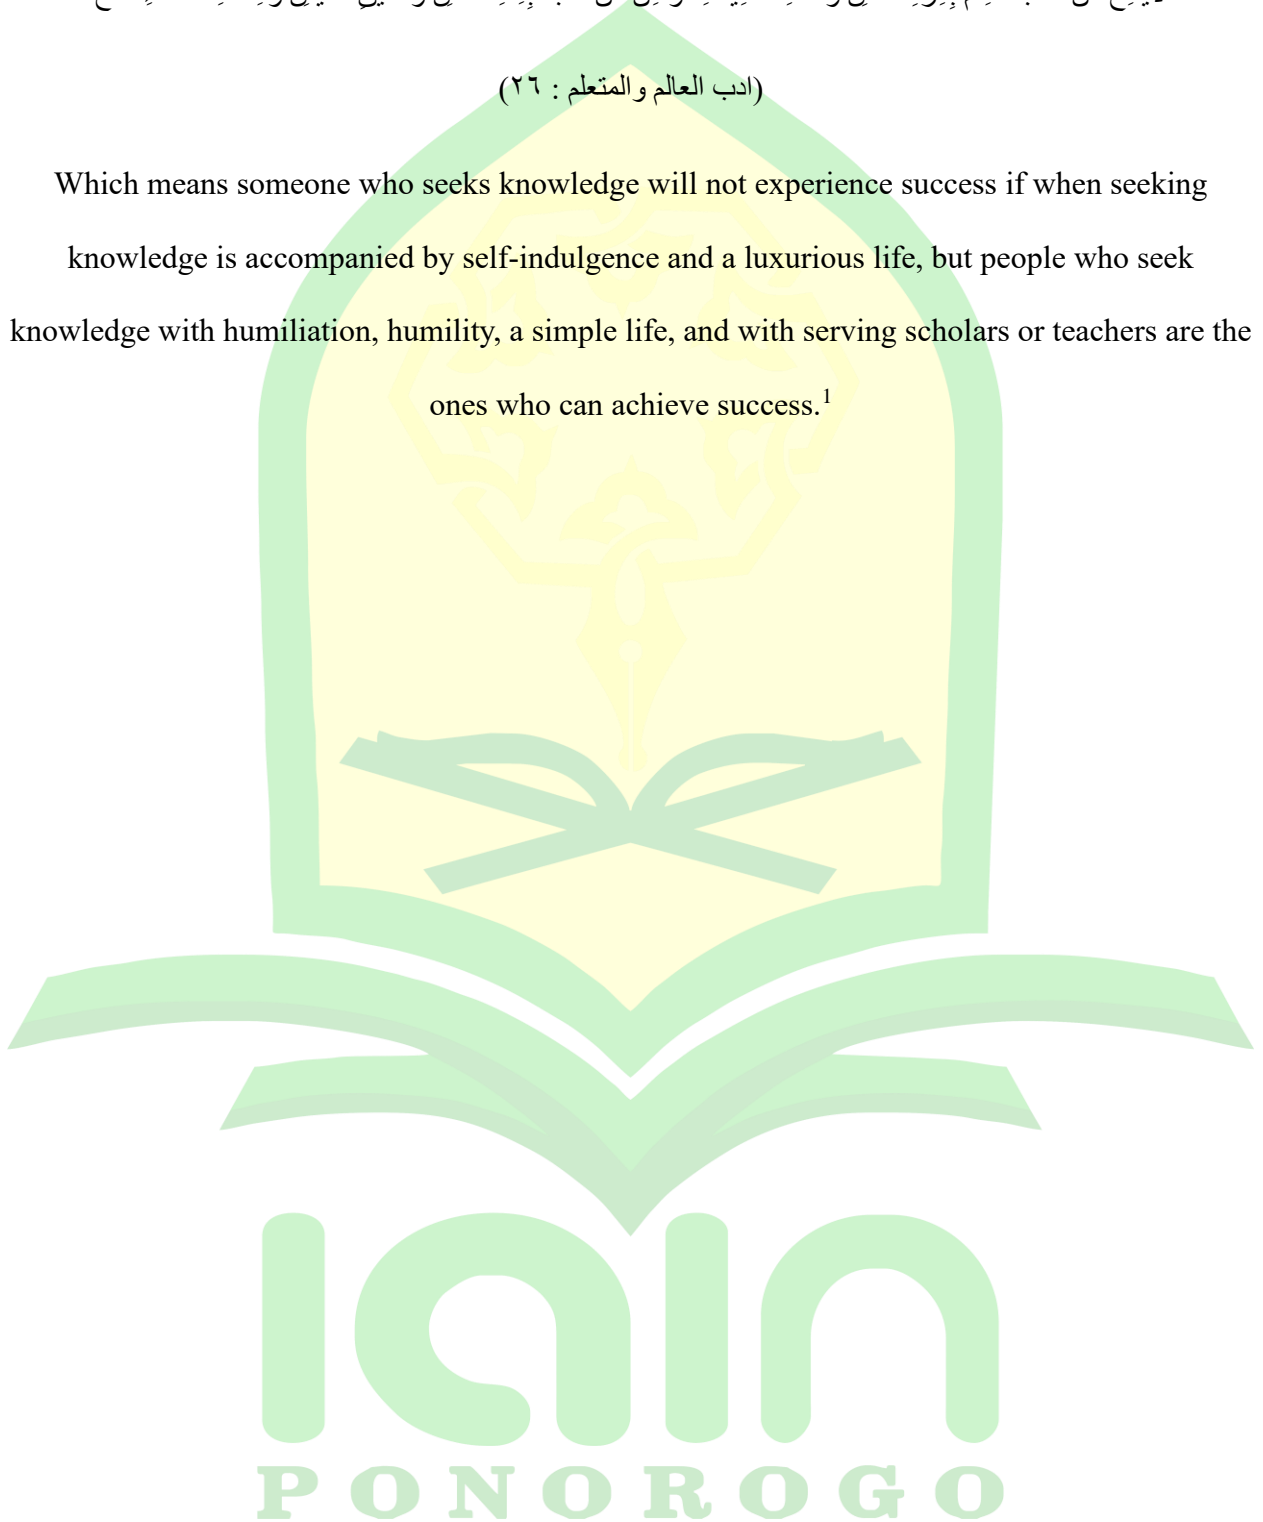 (ادب العالم والمتعلم : ٢٦)
Which means someone who seeks knowledge will not experience success if when seeking
knowledge is accompanied by self-indulgence and a luxurious life, but people who seek
knowledge with humiliation, humility, a simple life, and with serving scholars or teachers are the
ones who can achieve success.1
iain
PONOROGO